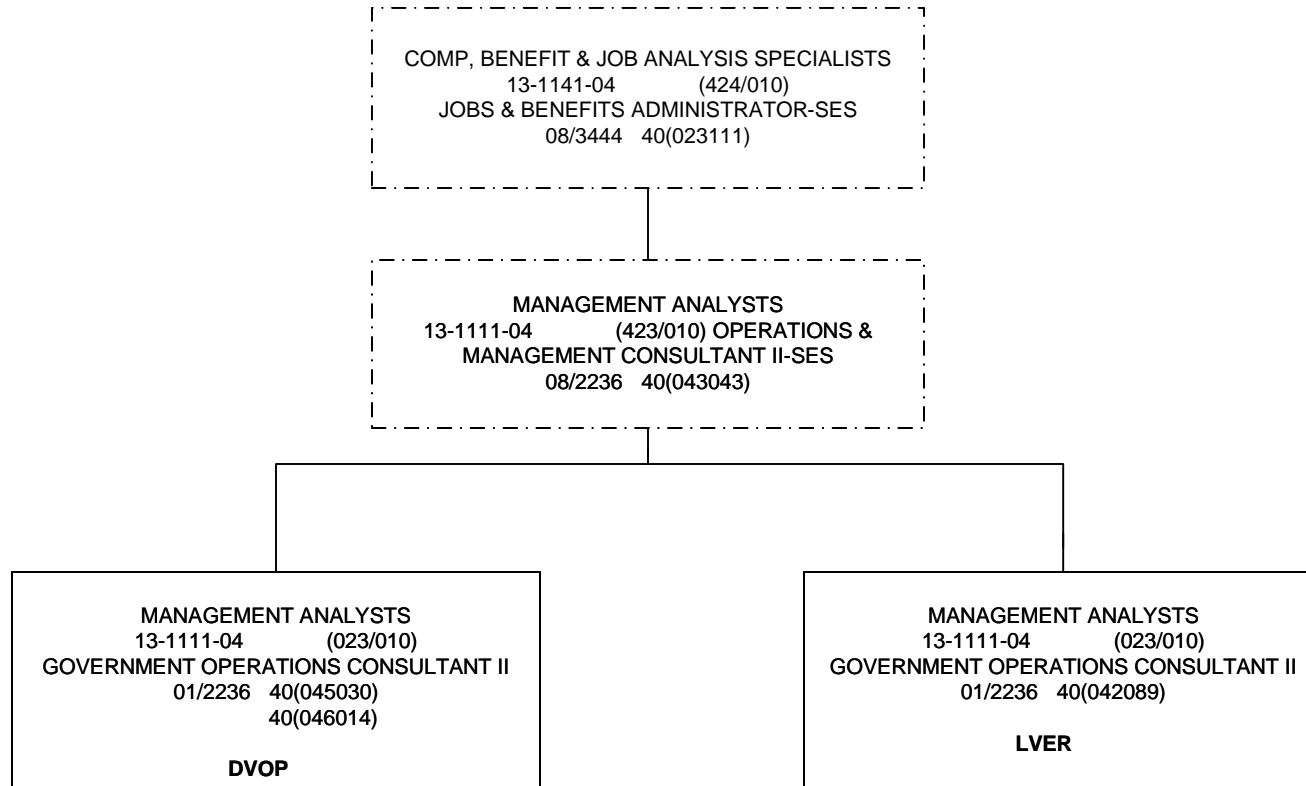 COMP, BENEFIT & JOB ANALYSIS SPECIALISTS
13-1141-04 (424/010)
JOBS & BENEFITS ADMINISTRATOR-SES
08/3444 40(023111)
MANAGEMENT ANALYSTS
13-1111-04 (423/010) OPERATIONS &
MANAGEMENT CONSULTANT II-SES
08/2236 40(043043)
MANAGEMENT ANALYSTS
13-1111-04 (023/010)
GOVERNMENT OPERATIONS CONSULTANT II
01/2236 40(045030)
40(046014)
DVOP
MANAGEMENT ANALYSTS
13-1111-04 (023/010)
GOVERNMENT OPERATIONS CONSULTANT II
01/2236 40(042089)
LVER